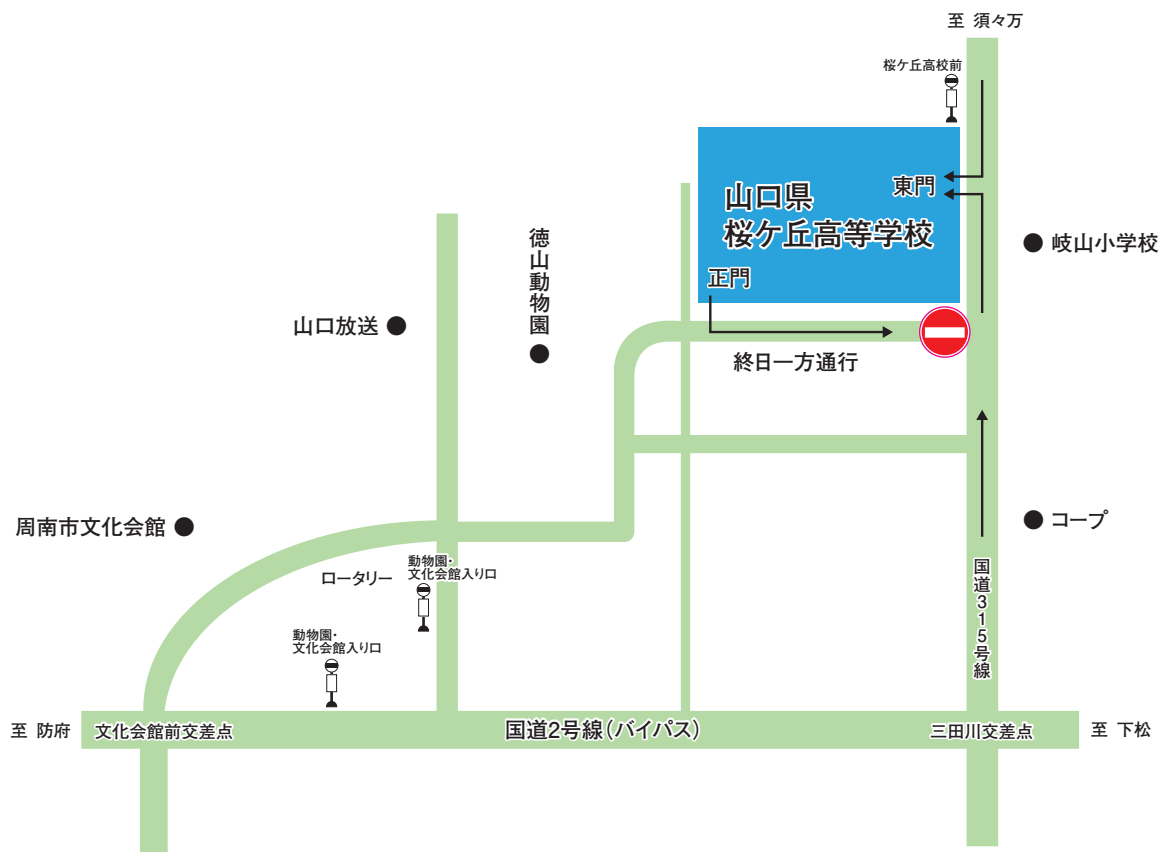 至 須々万
桜ケ丘高校前
山口県
桜ケ丘高等学校
東門
正門
岐山小学校
徳山動物園
山口放送
終日一方通行
周南市文化会館
コープ
ロータリー
動物園・
文化会館入り口
動物園・
文化会館入り口
国道315号線
至 防府
文化会館前交差点
国道2号線(バイパス)
三田川交差点
至 下松